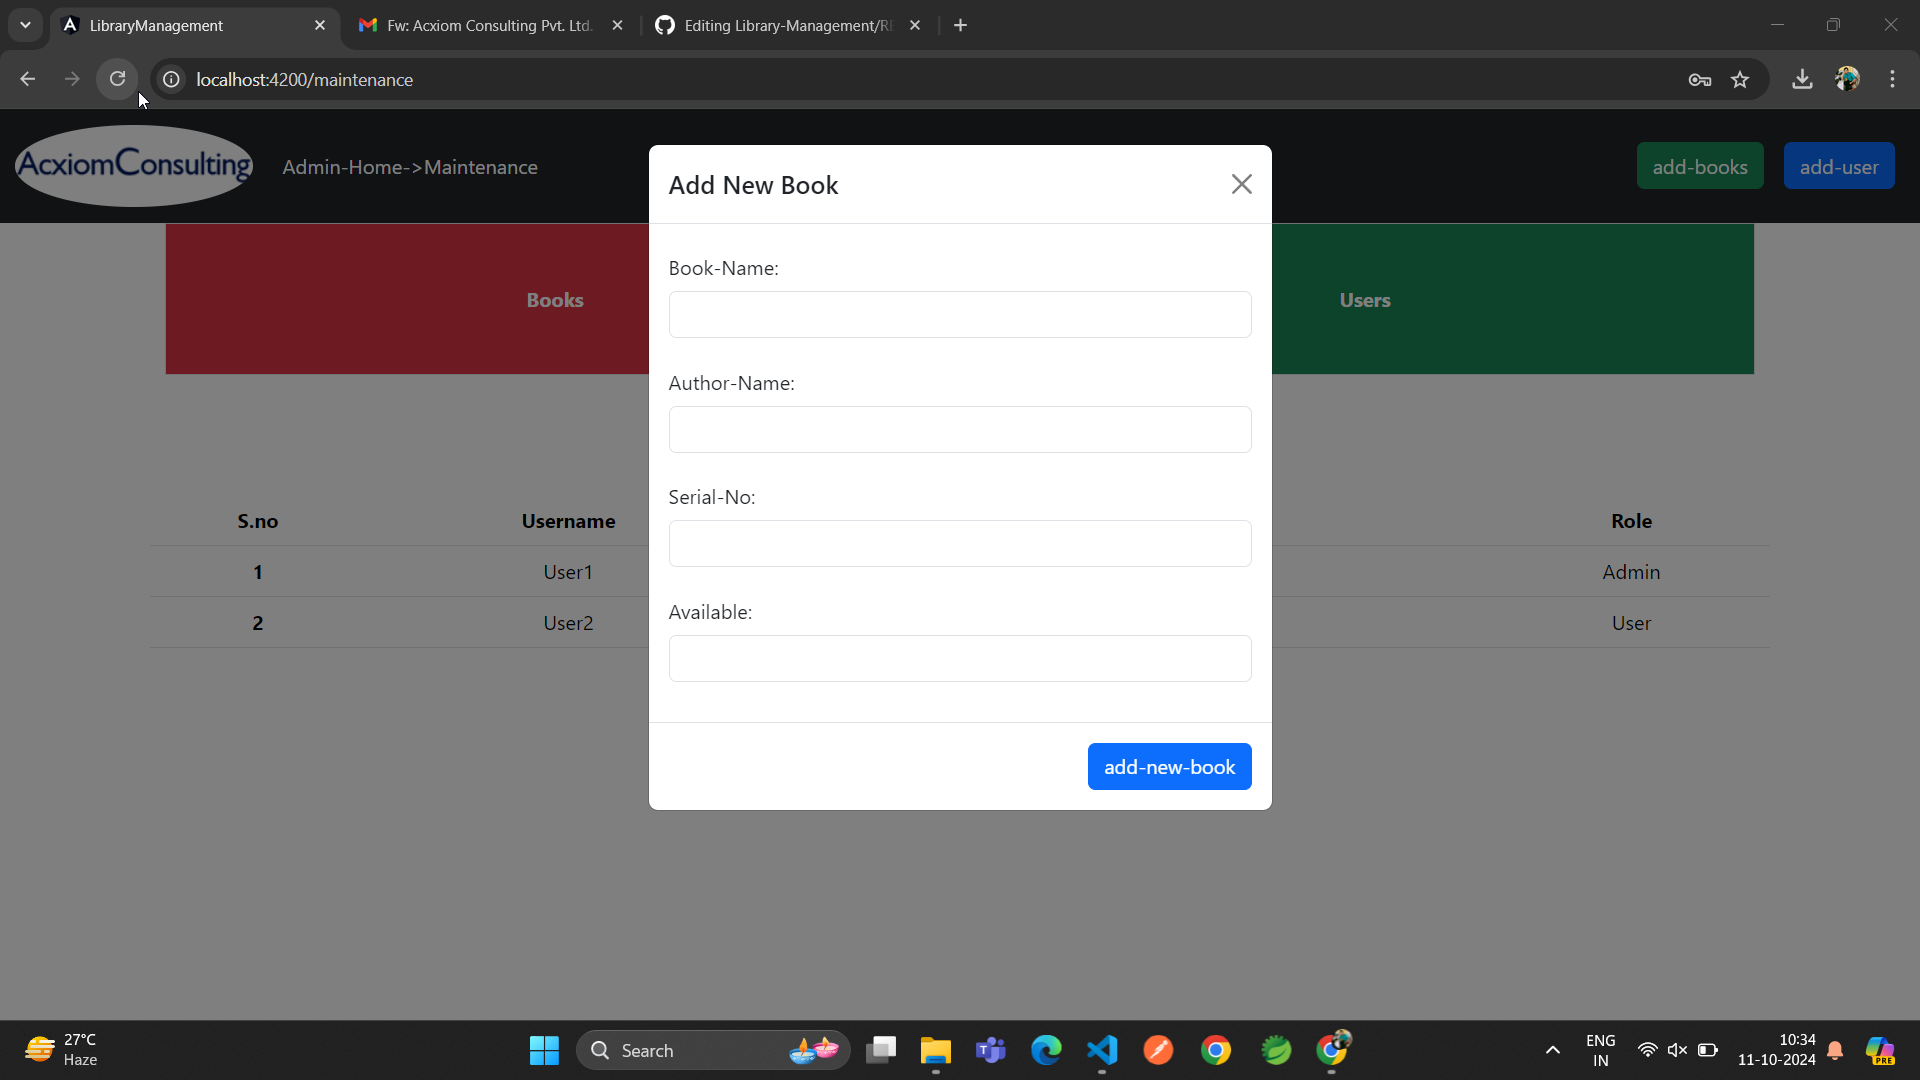 LibraryManagement
Fw: Acxiom Consulting Pvt. Ltd.
Editing Library-Management/RE
localhost:4200/maintenance
AcxiomConsulting
Admin-Home->Maintenance
add-books
add-user
Add New Book
Books
Users
Book-Name:
Author-Name:
Serial-No:
Available:
S.no Username Role
1 User1 Admin
2 User2 User
add-new-book
27°C
Haze
Search
ENG
IN
10:34
11-10-2024
PRE